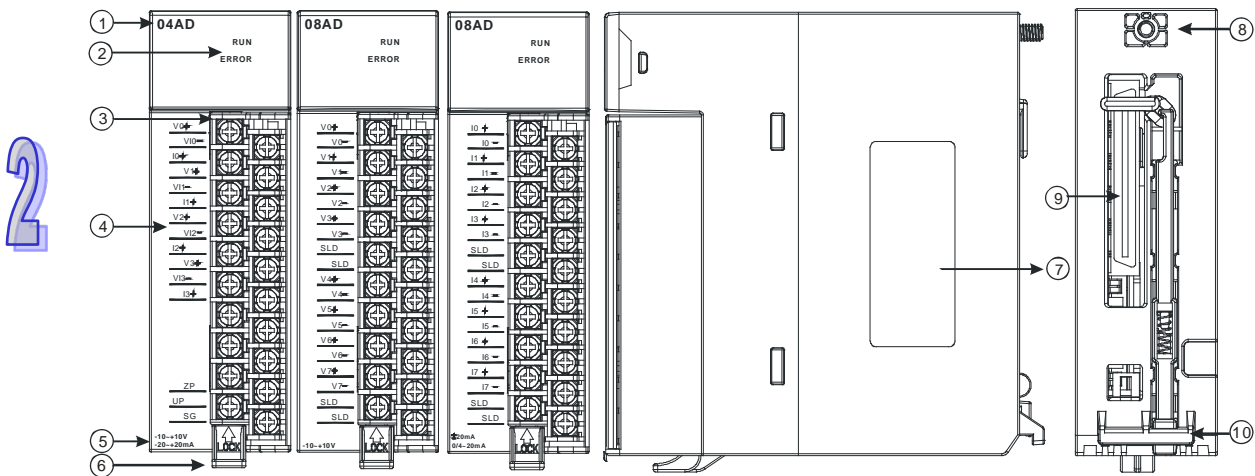 1
04AD
2
RUN
ERROR
3
V0+
VI0-
I0+
V1+
VI1-
I1+
4
V2+
VI2-
I2+
V3+
VI3-
I3+
ZP
UP
SG
5
-10~+10V
-20~+20mA
6
LOCK
08AD
RUN
ERROR
V0+
V0-
V1+
V1-
V2+
V2-
V3+
V3-
SLD
SLD
V4+
V4-
V5+
V5-
V6+
V6-
V7+
V7-
SLD
SLD
-10~+10V
LOCK
08AD
RUN
ERROR
I0+
I0-
I1+
I1-
I2+
I2-
I3+
I3-
SLD
SLD
I4+
I4-
I5+
I5-
I6+
I6-
I7+
I7-
SLD
SLD
±20mA
0/4~20mA
LOCK
7
8
9
10
2